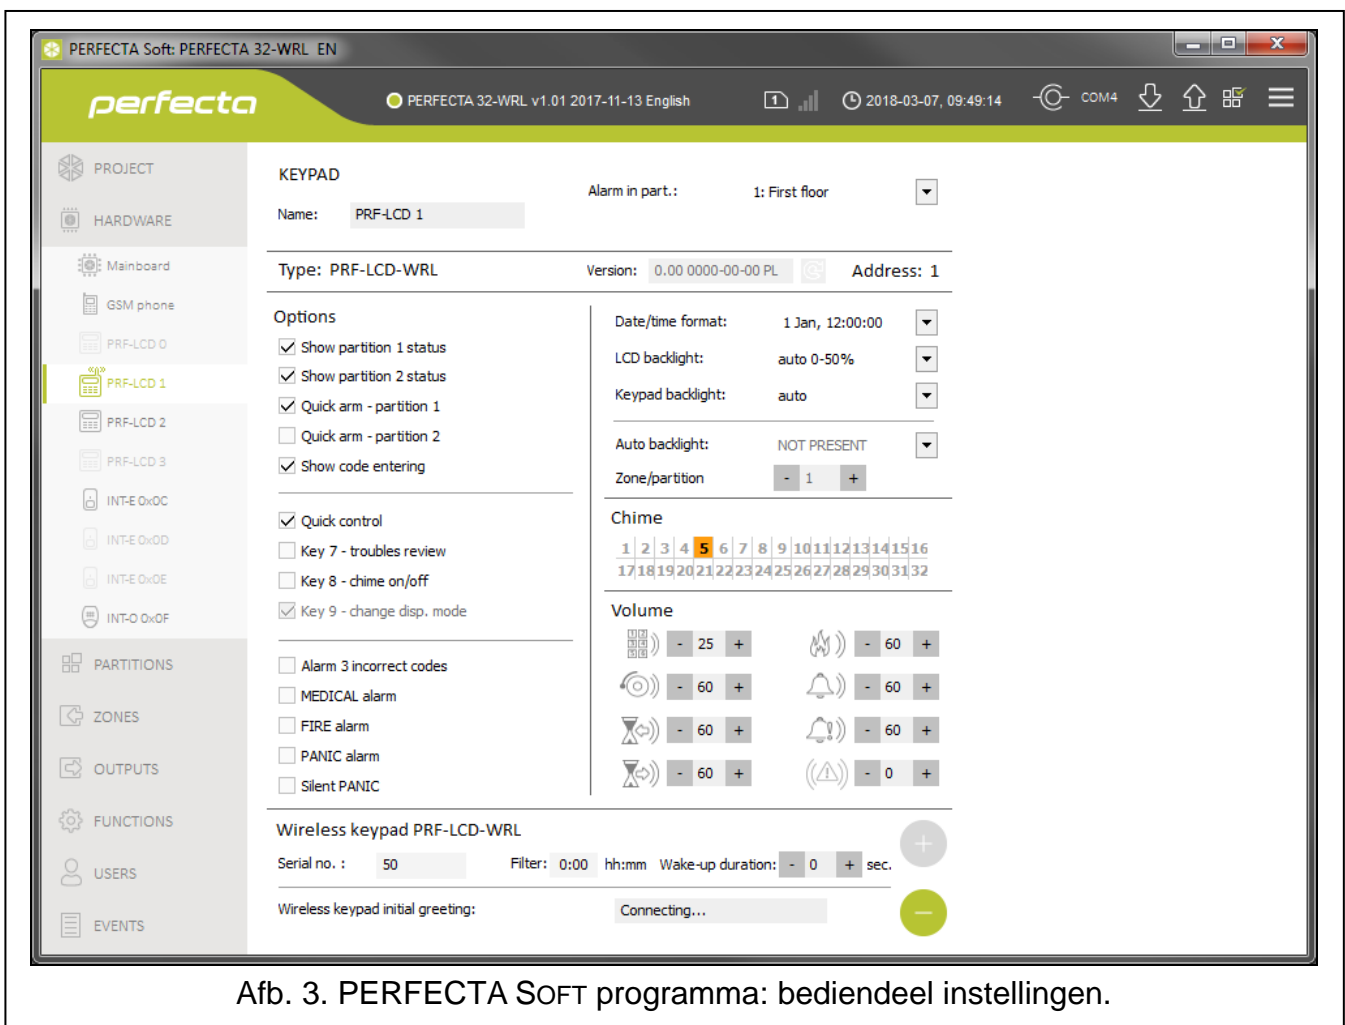 PERFECTA Soft: PERFECTA 32-WRL EN
perfecta
PERFECTA 32-WRL v1.01 2017-11-13 English
1
2018-03-07, 09:49:14
COM4
PROJECT
HARDWARE
Mainboard
GSM phone
PRF-LCD 0
PRF-LCD 1
PRF-LCD 2
PRF-LCD 3
INT-E 0x0C
INT-E 0x0D
INT-E 0x0E
INT-O 0x0F
PARTITIONS
ZONES
OUTPUTS
FUNCTIONS
USERS
EVENTS
KEYPAD
Name: PRF-LCD 1
Alarm in part.: 1: First floor
Type: PRF-LCD-WRL
Version: 0.00 0000-00-00 PL
Address: 1
Options
Show partition 1 status
Show partition 2 status
Quick arm - partition 1
Quick arm - partition 2
Show code entering
Quick control
Key 7 - troubles review
Key 8 - chime on/off
Key 9 - change disp. mode
Alarm 3 incorrect codes
MEDICAL alarm
FIRE alarm
PANIC alarm
Silent PANIC
Date/time format: 1 Jan, 12:00:00
LCD backlight: auto 0-50%
Keypad backlight: auto
Auto backlight: NOT PRESENT
Zone/partition - 1 +
Chime
1 2 3 4 5 6 7 8 9 10 11 12 13 14 15 16
17 18 19 20 21 22 23 24 25 26 27 28 29 30 31 32
Volume
- 25 + - 60 +
- 60 + - 60 +
- 60 + - 60 +
- 60 + - 0 +
Wireless keypad PRF-LCD-WRL
Serial no. : 50 Filter: 0:00 hh:mm Wake-up duration: - 0 + sec.
Wireless keypad initial greeting: Connecting...
Afb. 3. PERFECTA SOFT programma: bediendeel instellingen.